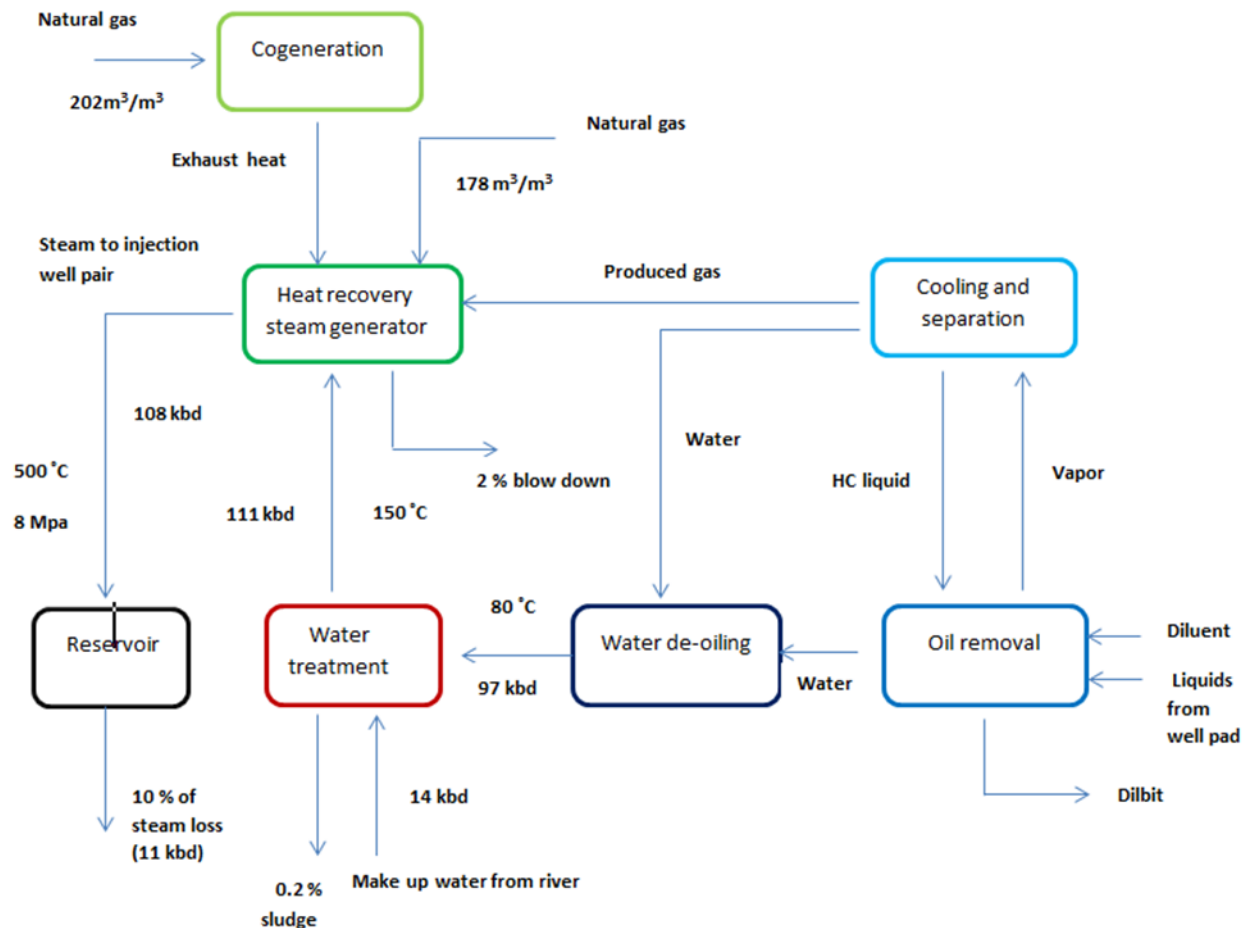 Natural gas
202m³/m³
Cogeneration
Exhaust heat
Natural gas
178 m³/m³
Steam to injection
well pair
Heat recovery
steam generator
Produced gas
Cooling and
separation
108 kbd
500 ˚C
8 Mpa
111 kbd
150 ˚C
2 % blow down
Water
HC liquid
Vapor
Reservoir
Water
treatment
80 ˚C
97 kbd
Water de-oiling
Water
Oil removal
Diluent
Liquids
from
well pad
10 % of
steam loss
(11 kbd)
0.2 %
sludge
14 kbd
Make up water from river
Dilbit